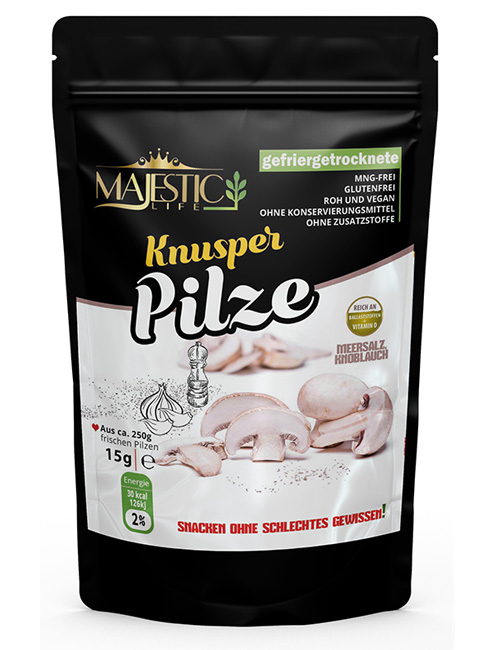 MAJESTIC
LIFE
gefriergetrocknete
MNG-FREI
GLUTENFREI
ROH UND VEGAN
OHNE KONSERVIERUNGSMITTEL
OHNE ZUSATZSTOFFE
Knusper
Pilze
REICH AN
BALLASTSTOFFEN
+
VITAMIN D
MEERSALZ
KNOBLAUCH
Aus ca. 250g
frischen Pilzen
15g e
Energie
30 kcal
126kJ
2%
SNACKEN OHNE SCHLECHTES GEWISSEN!